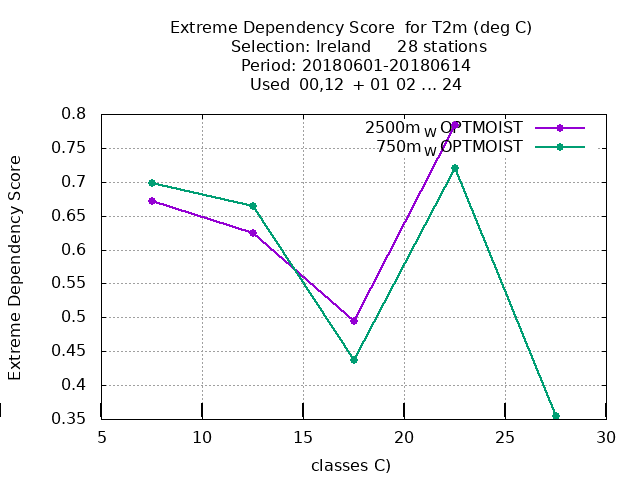 Extreme Dependency Score for T2m (deg C)
Selection: Ireland 28 stations
Period: 20180601-20180614
Used 00,12 + 01 02 ... 24
2500m W OPTMOIST
750m W OPTMOIST
Extreme Dependency Score
0.8
0.75
0.7
0.65
0.6
0.55
0.5
0.45
0.4
0.35
5 10 15 20 25 30
classes C)